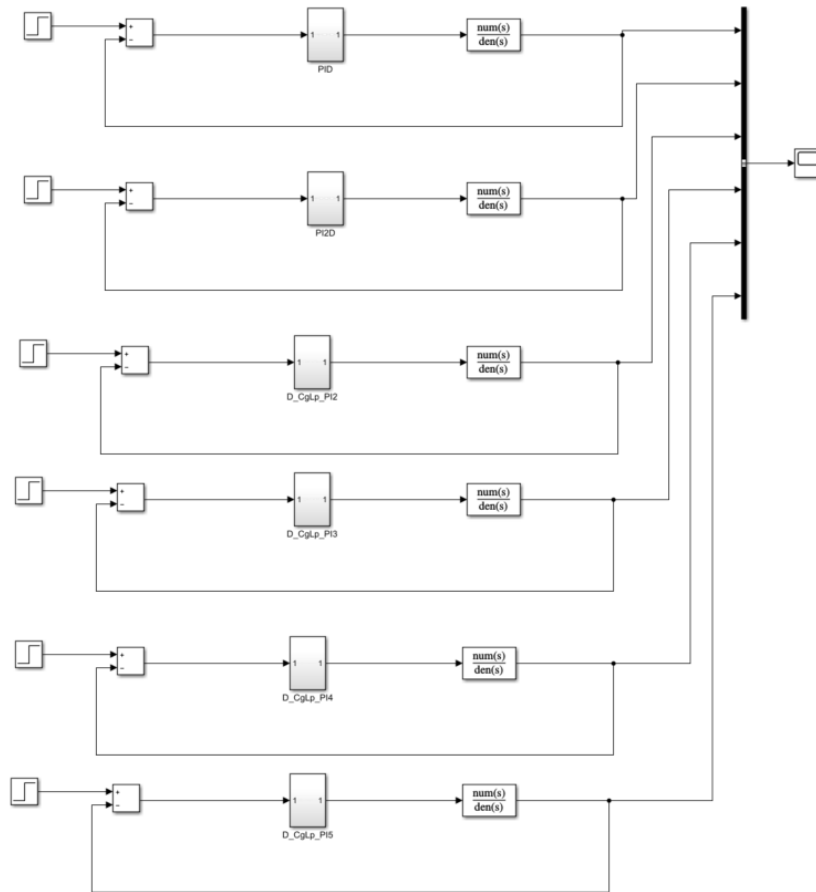 +
−
1
1
PID
num(s)
den(s)
+
−
1
1
PI2D
num(s)
den(s)
+
−
1
1
D_CgLp_PI2
num(s)
den(s)
+
−
1
1
D_CgLp_PI3
num(s)
den(s)
+
−
1
1
D_CgLp_PI4
num(s)
den(s)
+
−
1
1
D_CgLp_PI5
num(s)
den(s)